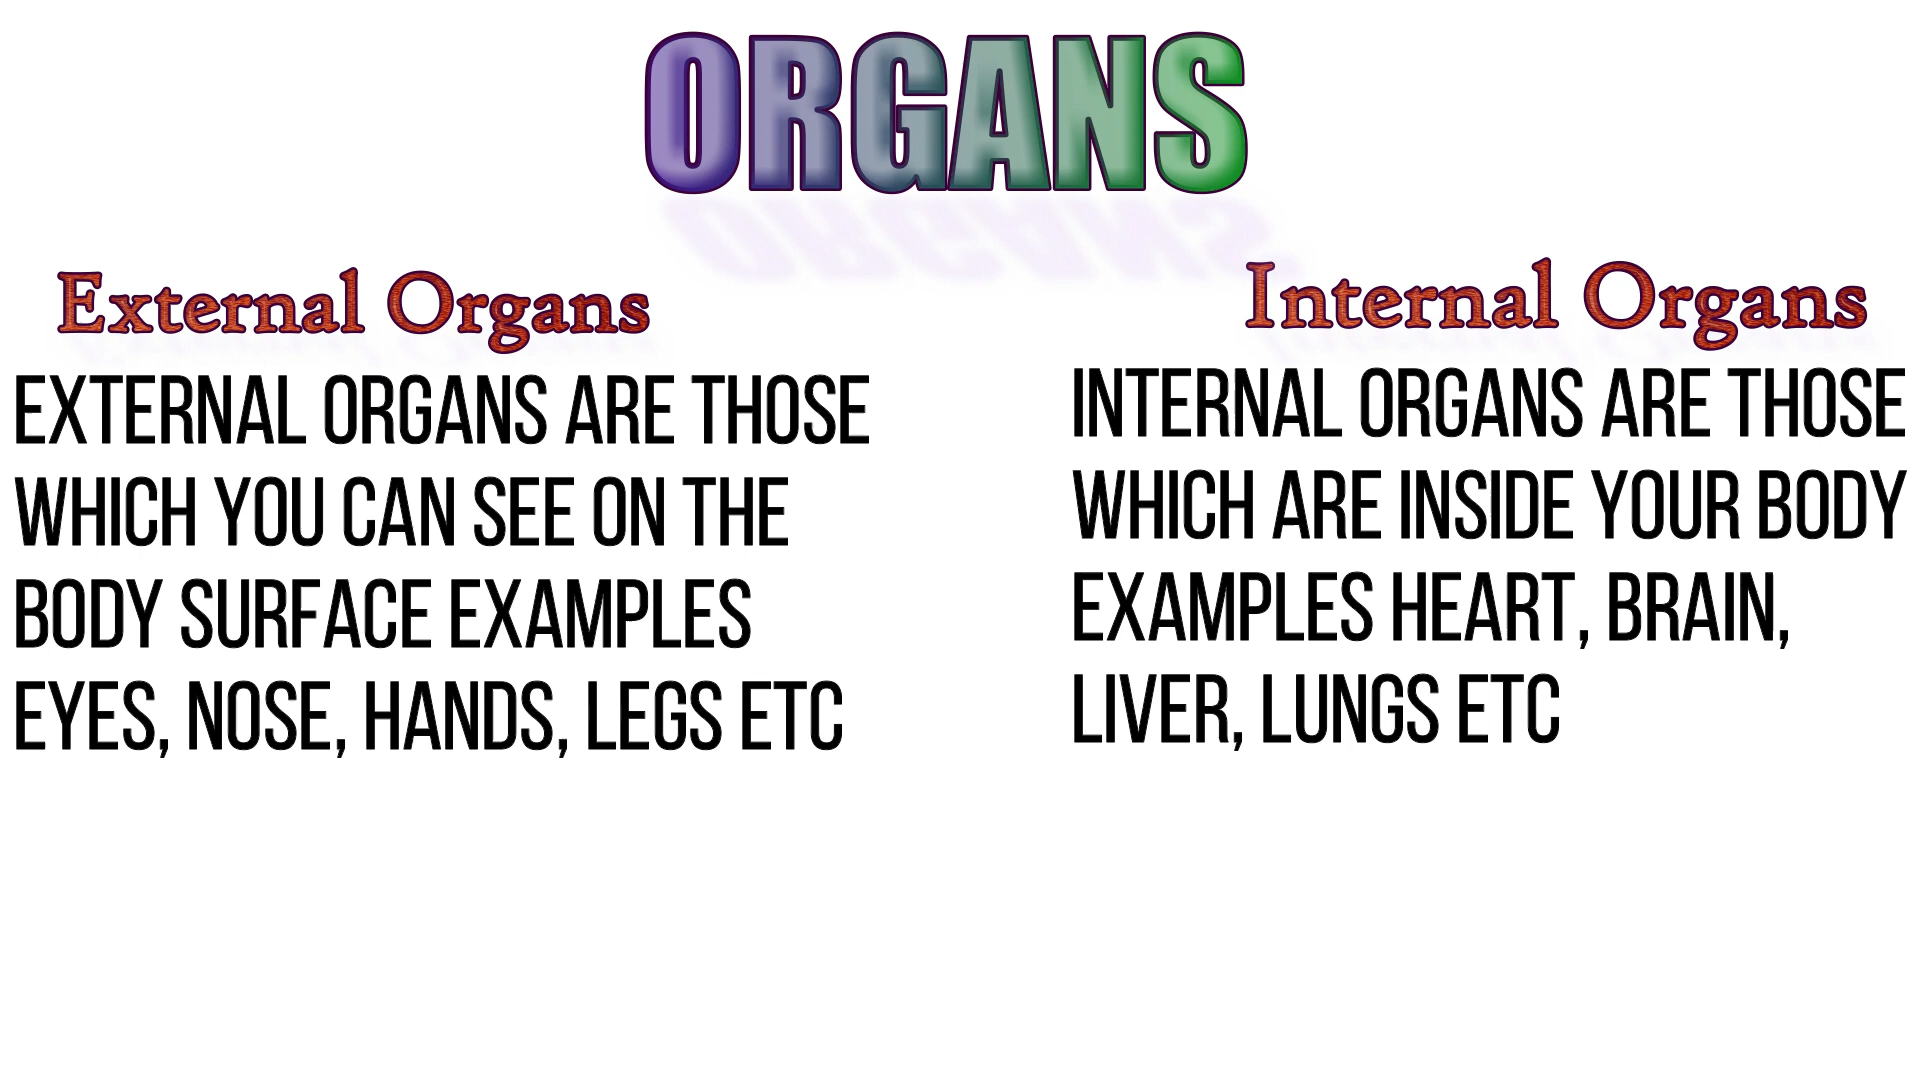 ORGANS
External Organs
EXTERNAL ORGANS ARE THOSE
WHICH YOU CAN SEE ON THE
BODY SURFACE EXAMPLES
EYES, NOSE, HANDS, LEGS ETC
Internal Organs
INTERNAL ORGANS ARE THOSE
WHICH ARE INSIDE YOUR BODY
EXAMPLES HEART, BRAIN,
LIVER, LUNGS ETC